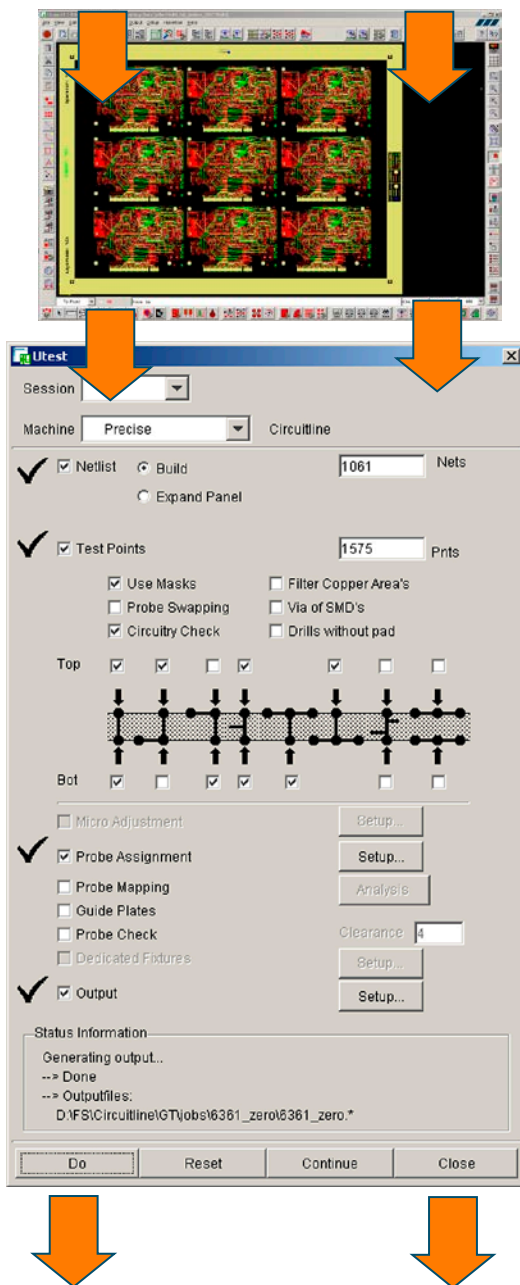 Utest
Session
Machine Precise Circuitline
Netlist Build 1061 Nets
Expand Panel
Test Points 1575 Pnts
Use Masks Filter Copper Area's
Probe Swapping Via of SMD's
Circuitry Check Drills without pad
Top
Bot
Micro Adjustment Setup...
Probe Assignment Setup...
Probe Mapping Analysis
Guide Plates
Probe Check Clearance 4
Dedicated Fixtures Setup...
Output Setup...
Status Information
Generating output...
--> Done
--> Outputfiles:
D:\FS\Circuitline\GT\jobs\6361_zero\6361_zero.*
Do Reset Continue Close